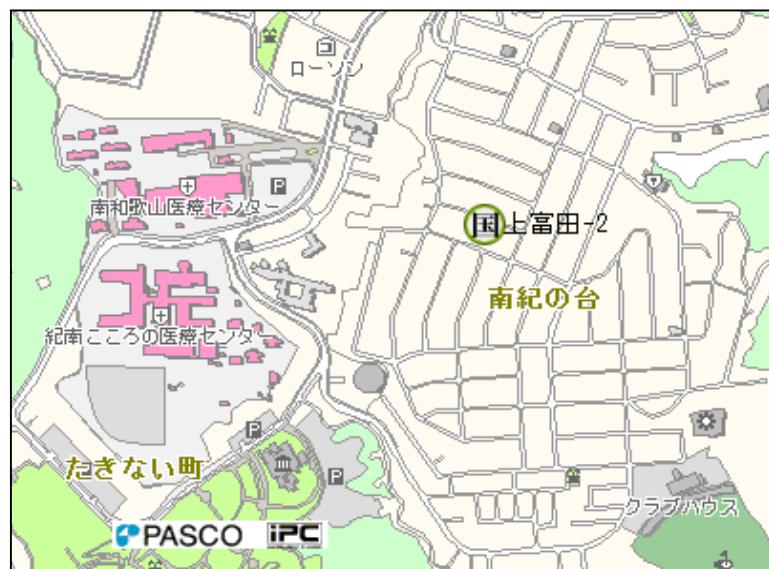 ローソン
南和歌山医療センター
P
国上富田-2
南紀の台
紀南こころの医療センター
P
たきない町
P
クラブハウス
PASCO iPC